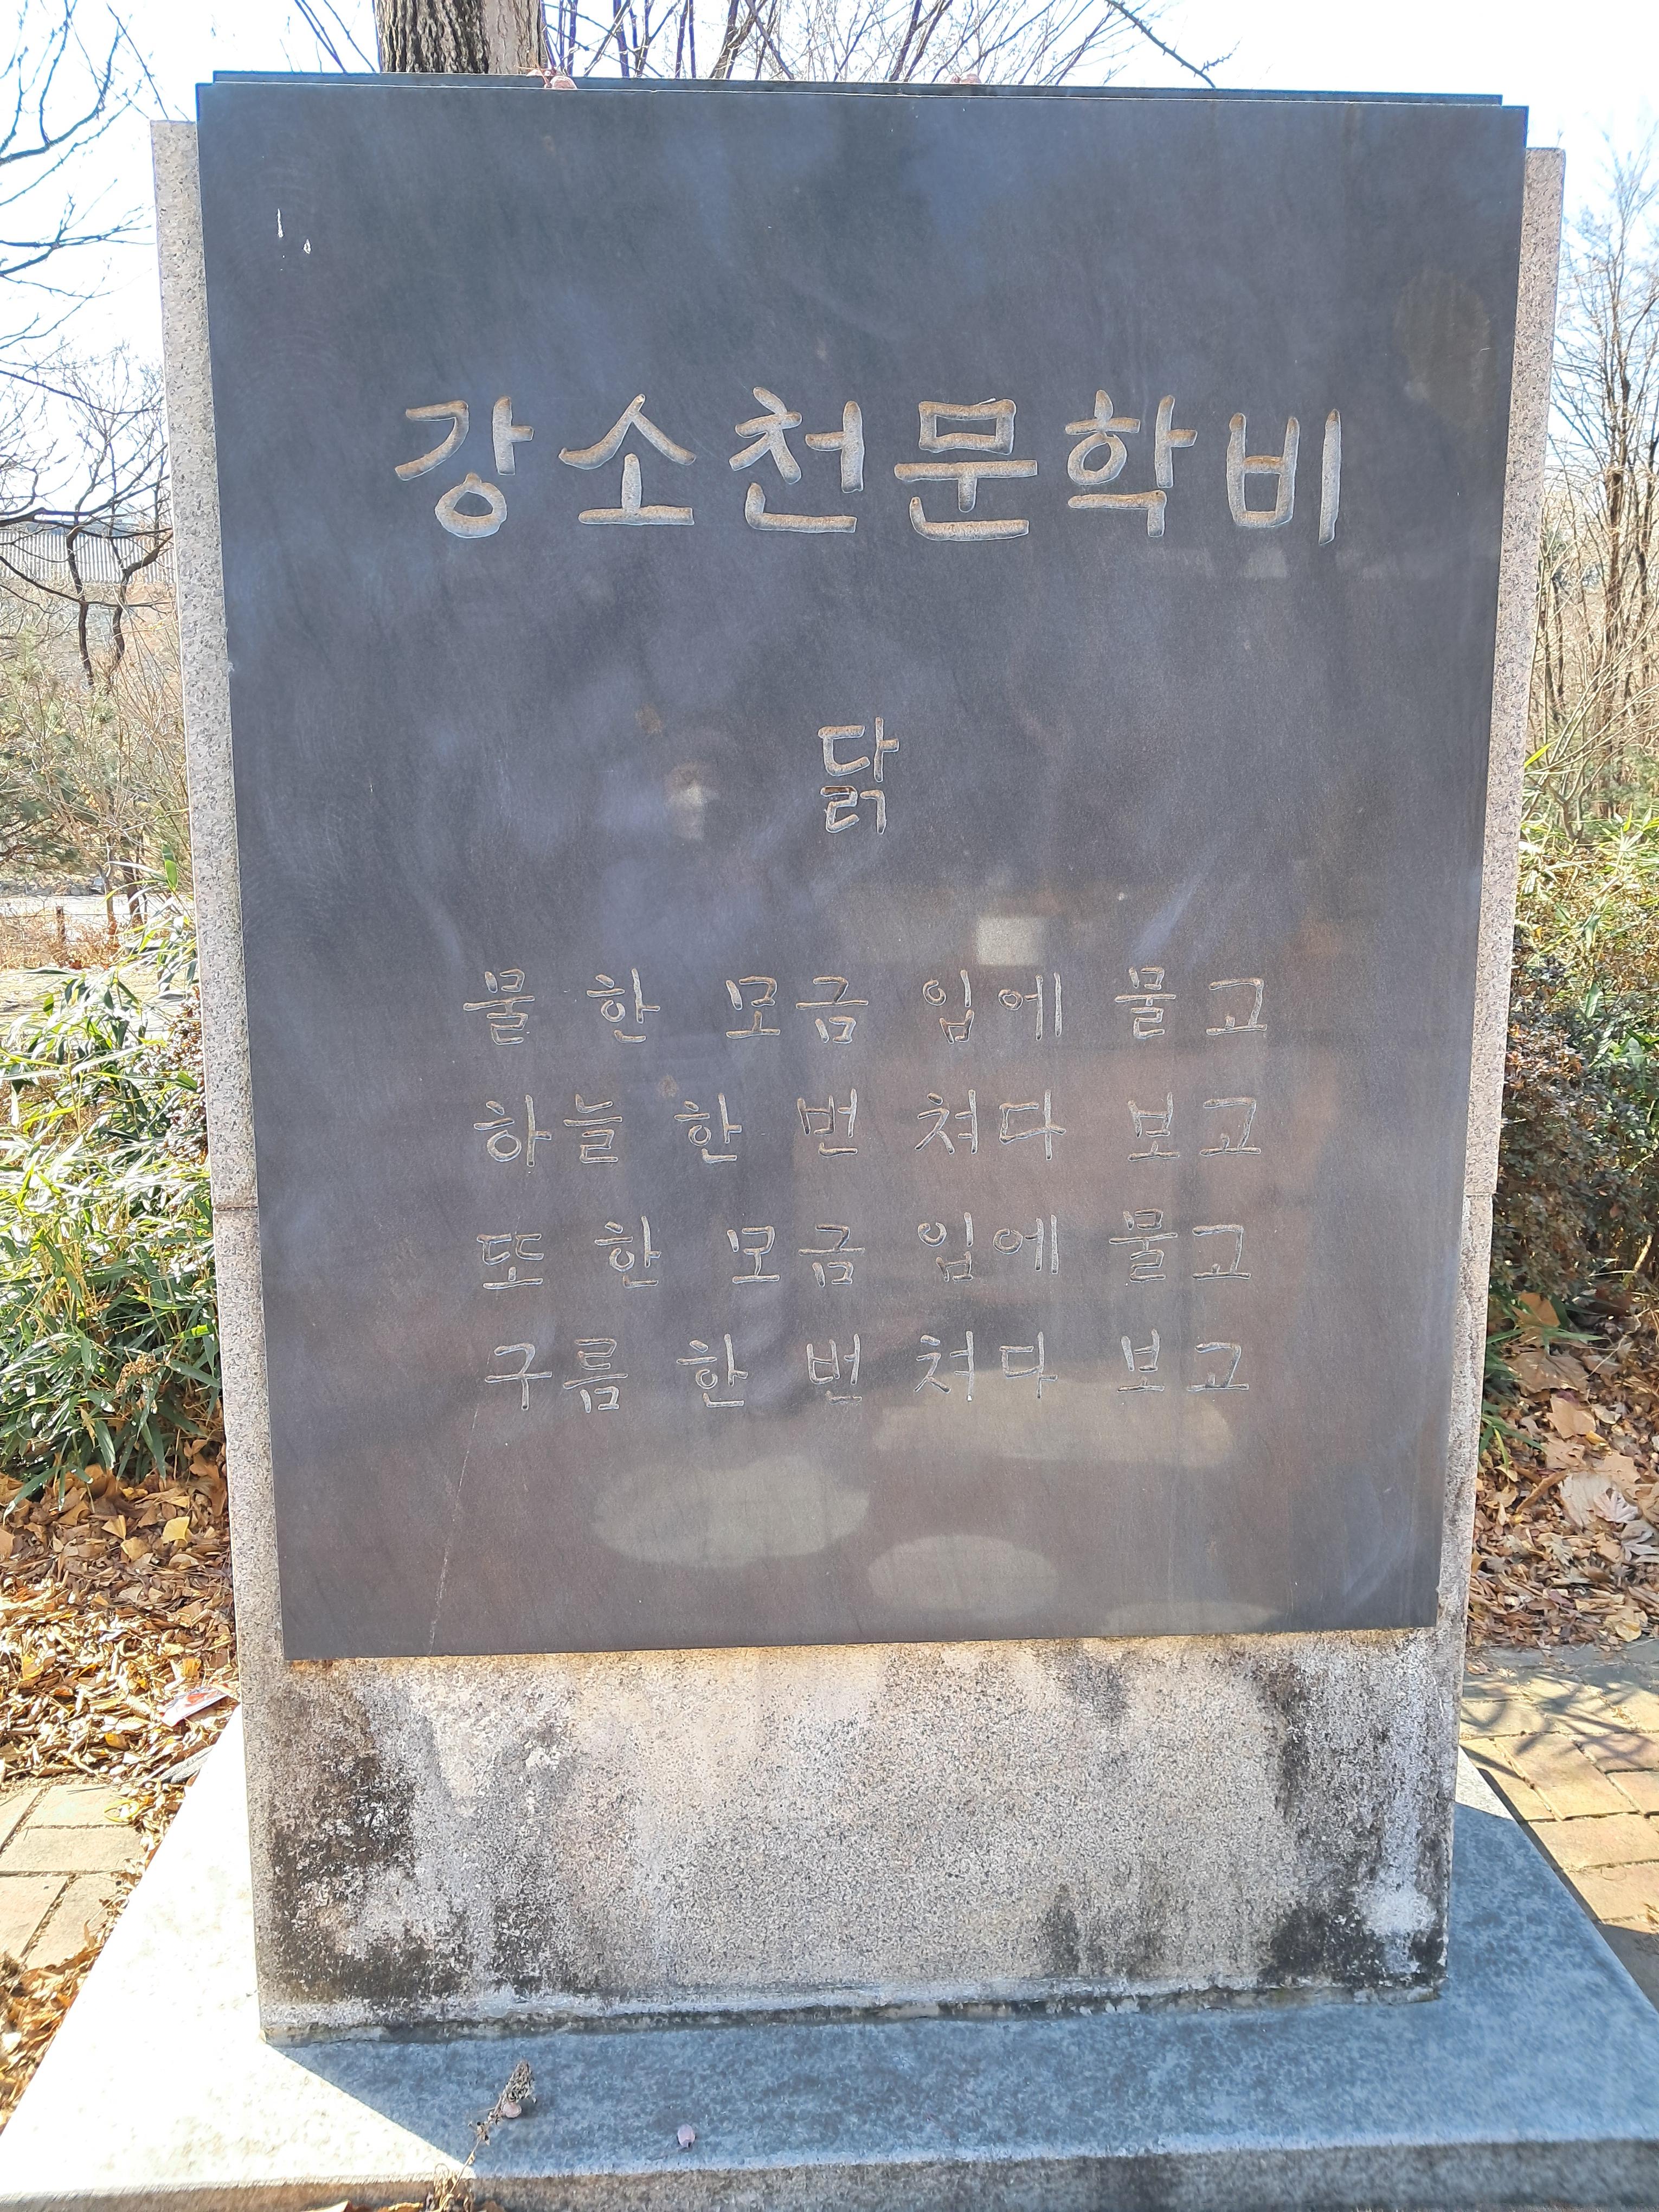 강소천문학비
닭
물 한 모금 입에 물고
하늘 한 번 쳐다 보고
또 한 모금 입에 물고
구름 한 번 쳐다 보고